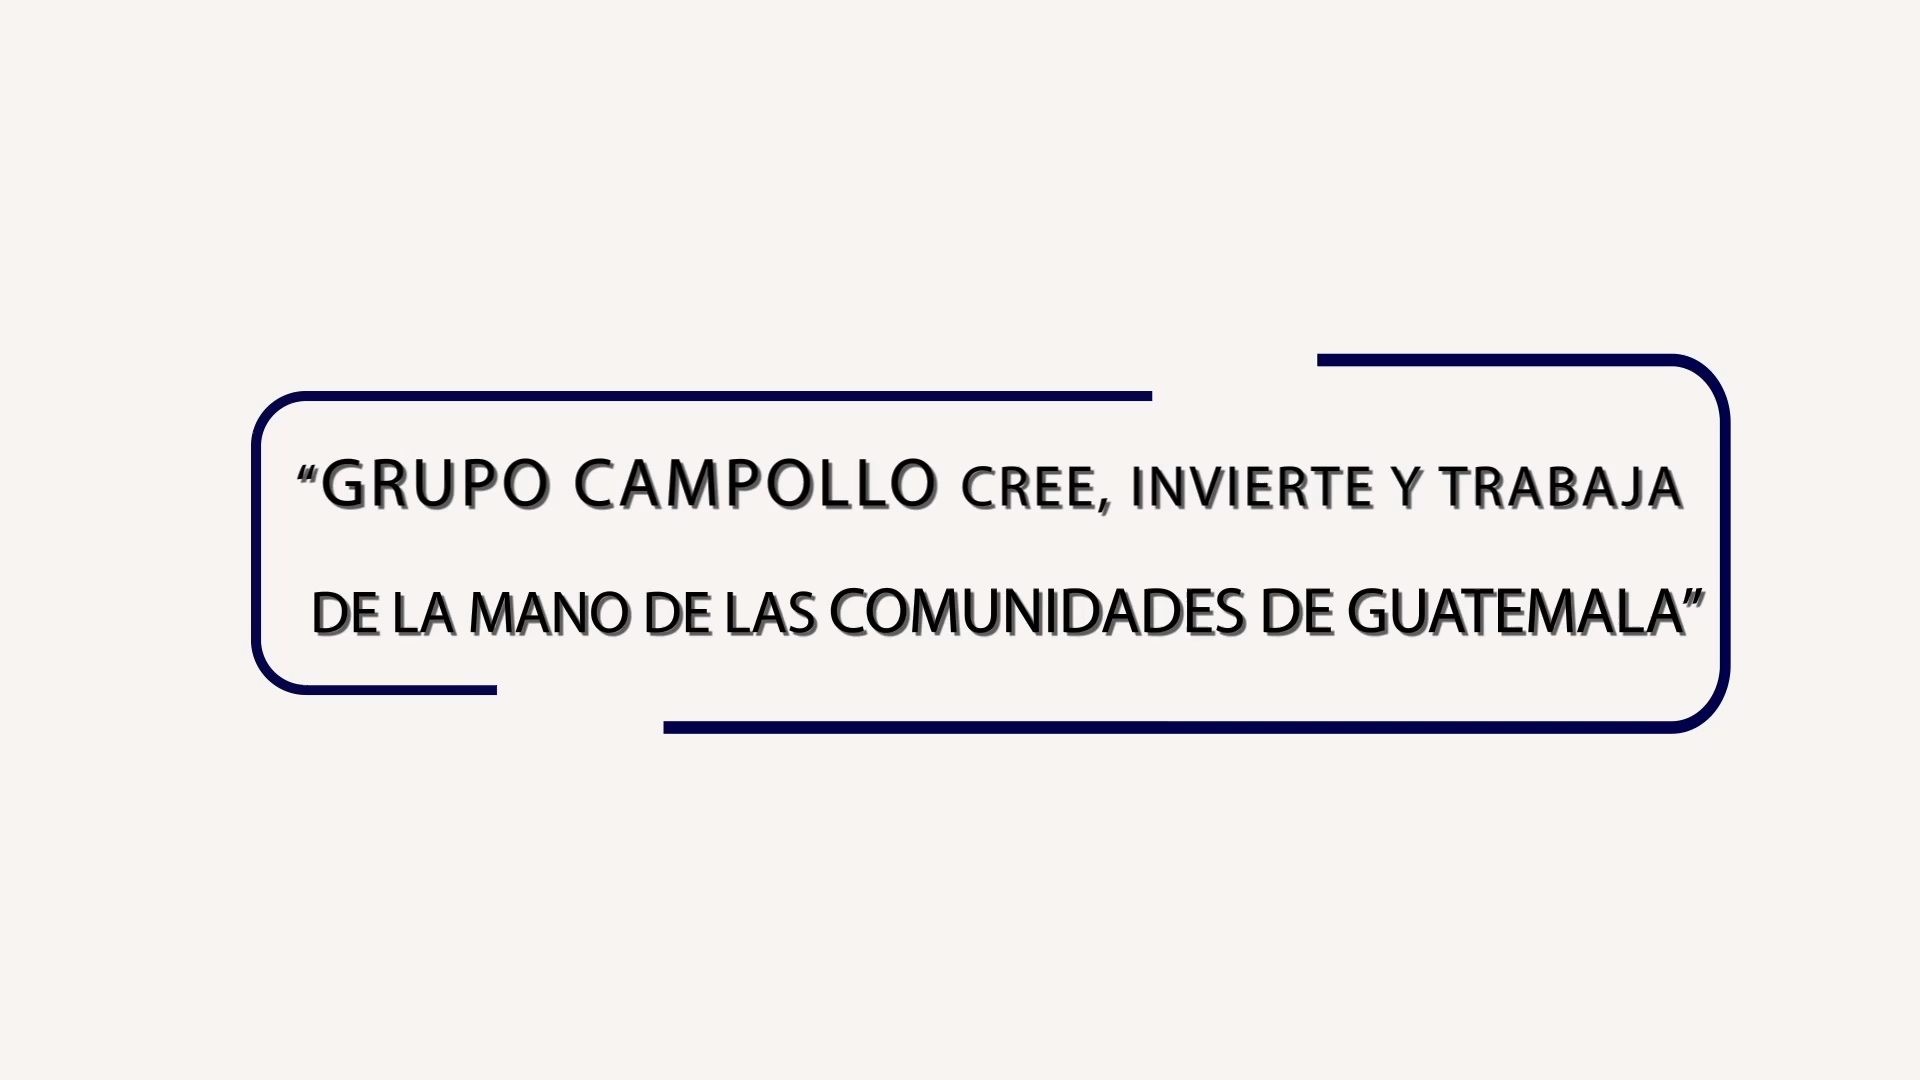 “GRUPO CAMPOLLO CREE, INVIERTE Y TRABAJA
DE LA MANO DE LAS COMUNIDADES DE GUATEMALA”